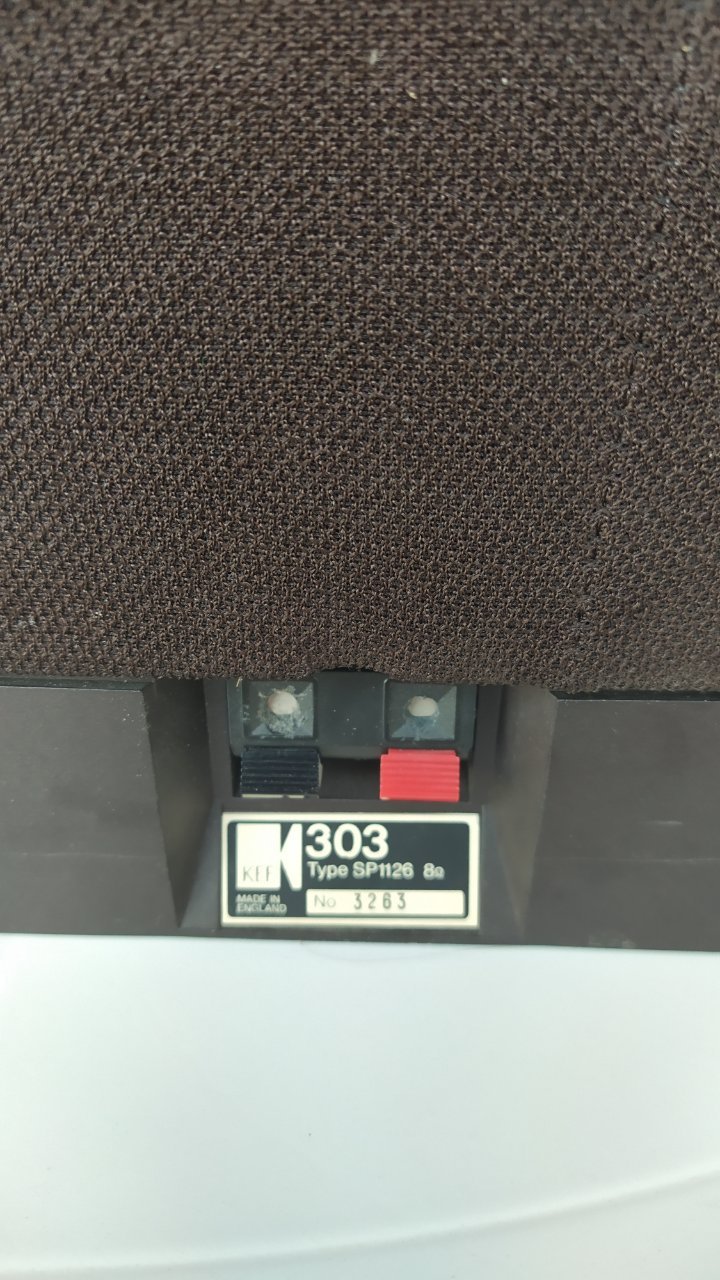 KEF
303
Type SP1126 8Ω
MADE IN
ENGLAND
No 3263